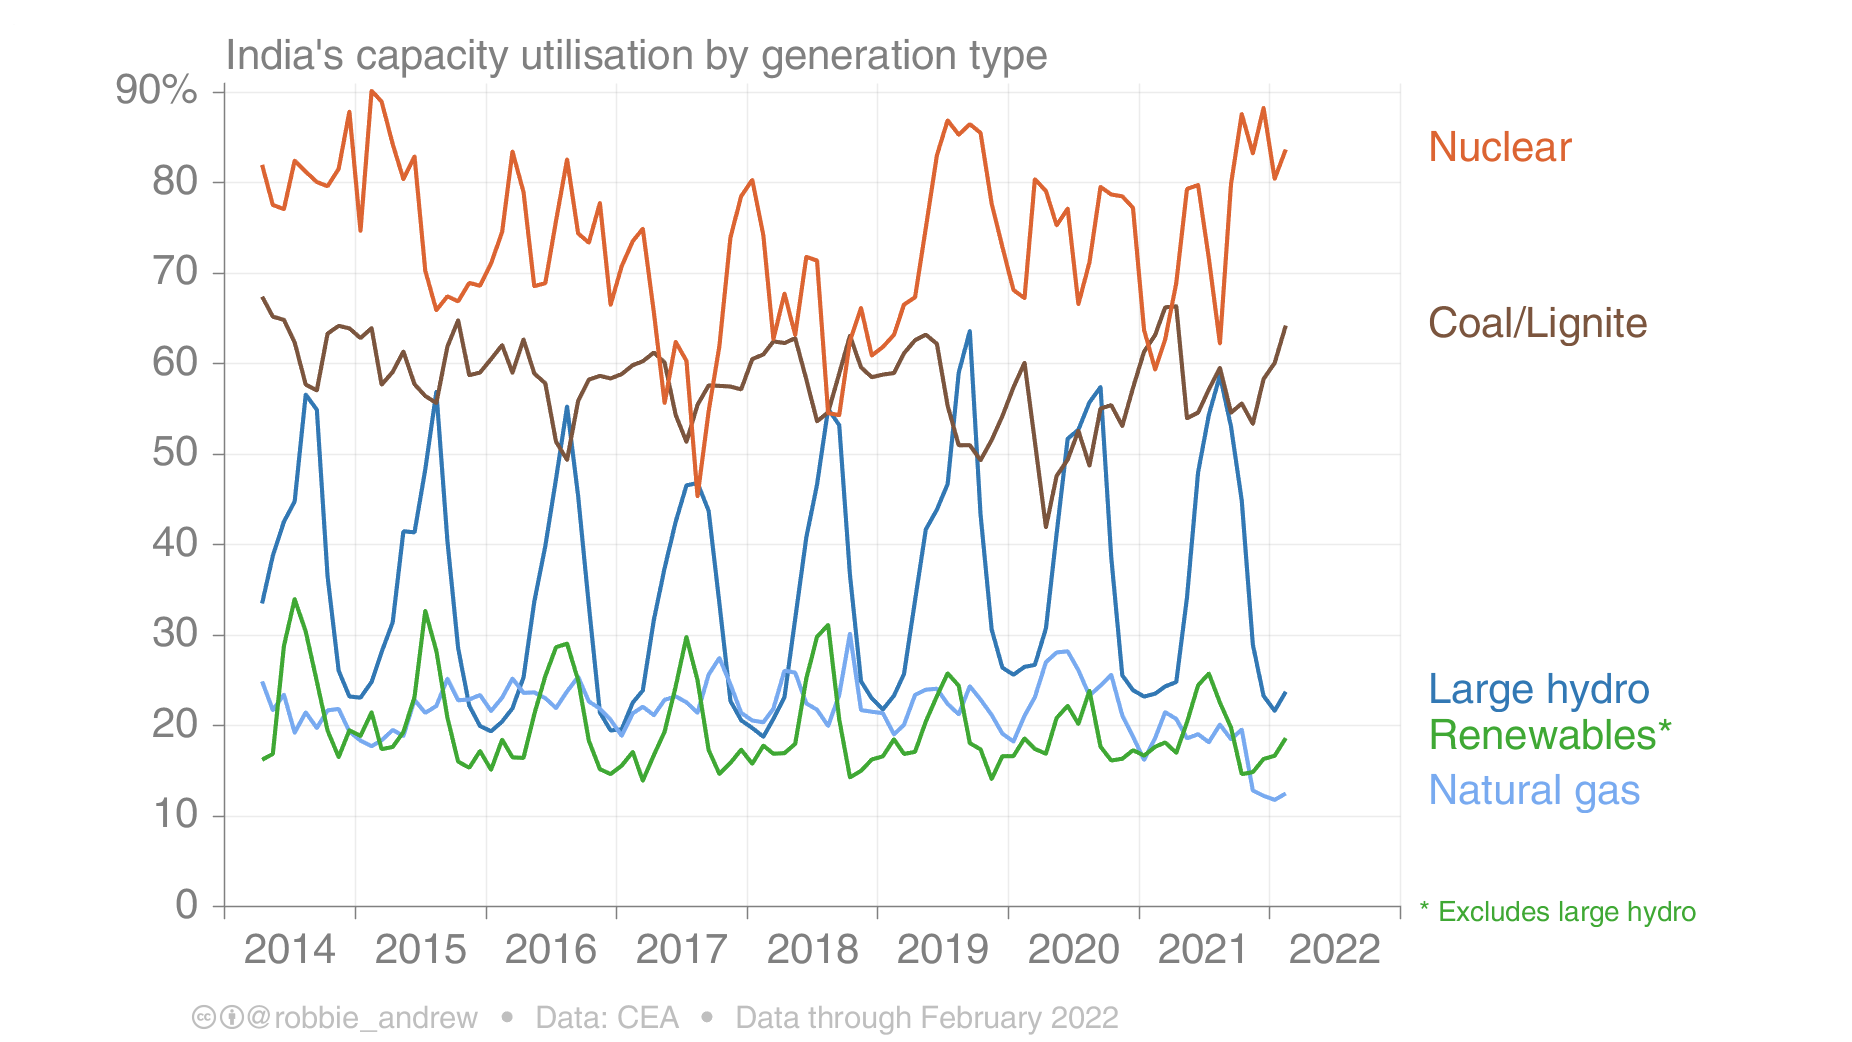 India's capacity utilisation by generation type
90%
80
70
60
50
40
30
20
10
0
Nuclear
Coal/Lignite
Large hydro
Renewables*
Natural gas
* Excludes large hydro
2014 2015 2016 2017 2018 2019 2020 2021 2022
@robbie_andrew • Data: CEA • Data through February 2022